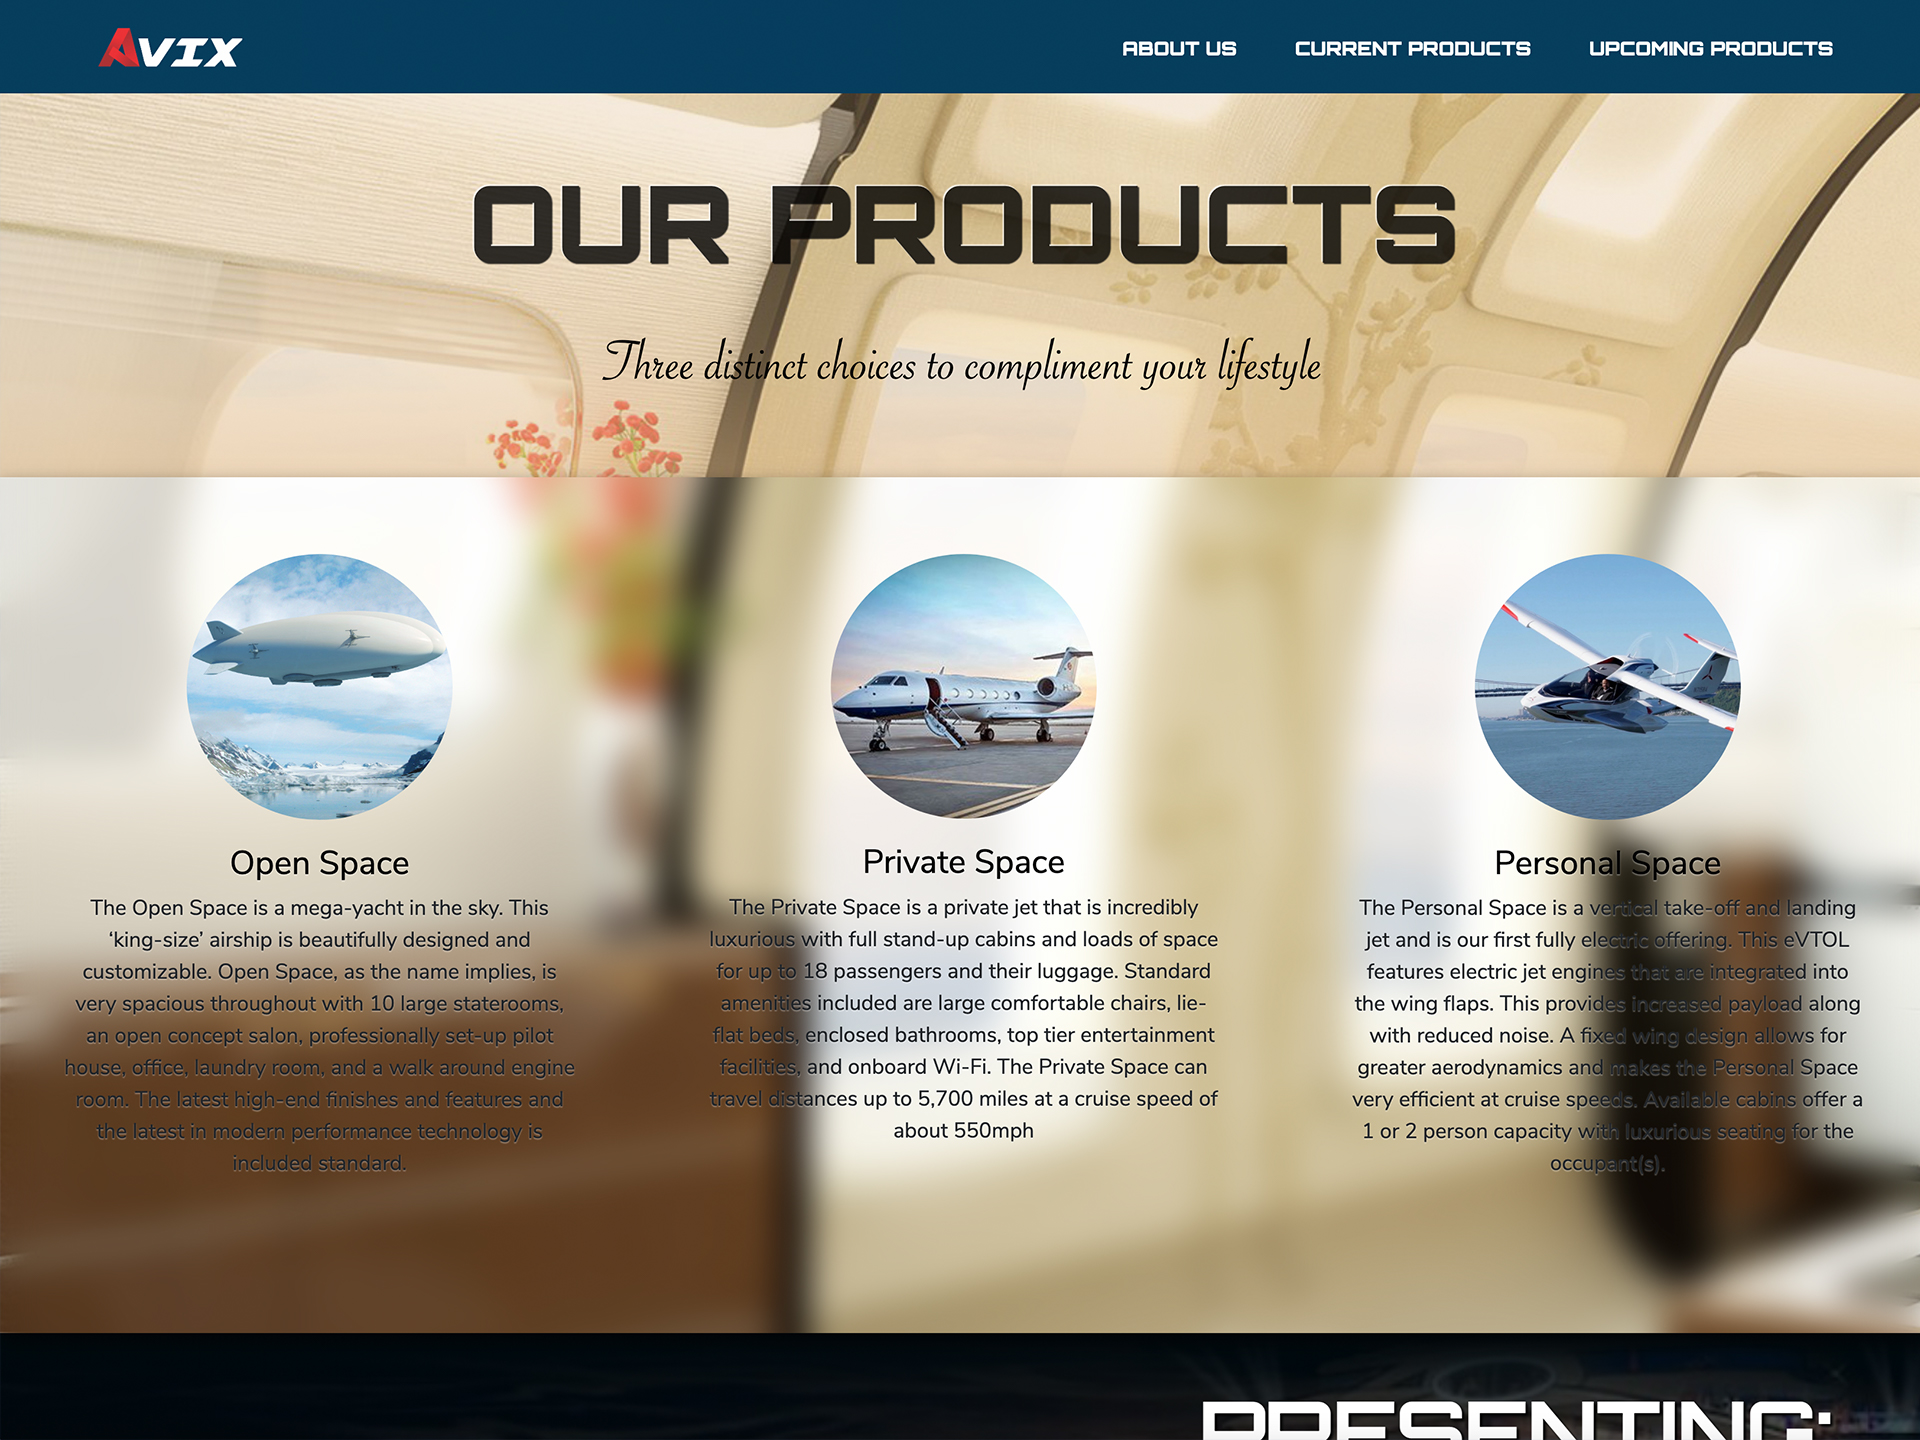 AVIX
ABOUT US
CURRENT PRODUCTS
UPCOMING PRODUCTS
OUR PRODUCTS
Three distinct choices to compliment your lifestyle
Open Space
The Open Space is a mega-yacht in the sky. This
‘king-size’ airship is beautifully designed and
customizable. Open Space, as the name implies, is
very spacious throughout with 10 large staterooms,
an open concept salon, professionally set-up pilot
house, office, laundry room, and a walk around engine
room. The latest high-end finishes and features and
the latest in modern performance technology is
included standard.
Private Space
The Private Space is a private jet that is incredibly
luxurious with full stand-up cabins and loads of space
for up to 18 passengers and their luggage. Standard
amenities included are large comfortable chairs, lie-
flat beds, enclosed bathrooms, top tier entertainment
facilities, and onboard Wi-Fi. The Private Space can
travel distances up to 5,700 miles at a cruise speed of
about 550mph
Personal Space
The Personal Space is a vertical take-off and landing
jet and is our first fully electric offering. This eVTOL
features electric jet engines that are integrated into
the wing flaps. This provides increased payload along
with reduced noise. A fixed wing design allows for
greater aerodynamics and makes the Personal Space
very efficient at cruise speeds. Available cabins offer a
1 or 2 person capacity with luxurious seating for the
occupant(s).
PRESENTING: